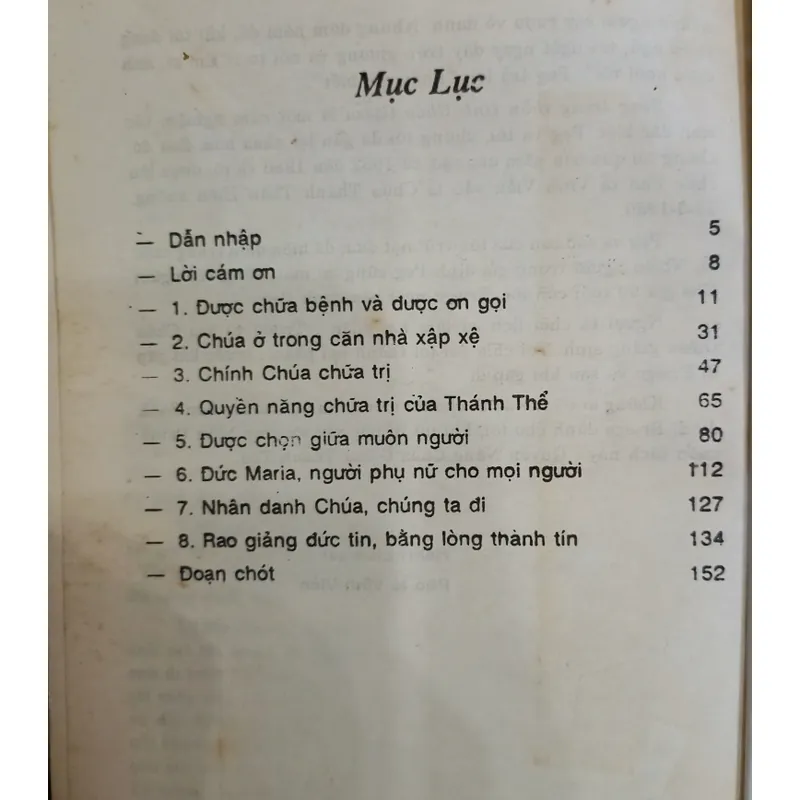 Mục Lục
— Dẫn nhập 5
— Lời cám ơn 8
— 1. Được chữa bệnh và được ơn gọi 11
— 2. Chúa ở trong căn nhà xập xệ 31
— 3. Chính Chúa chữa trị 47
— 4. Quyền năng chữa trị của Thánh Thể 65
— 5. Được chọn giữa muôn người 80
— 6. Đức Maria, người phụ nữ cho mọi người 112
— 7. Nhân danh Chúa, chúng ta đi 127
— 8. Rao giảng đức tin, bằng lòng thành tín 134
— Đoạn chót 152